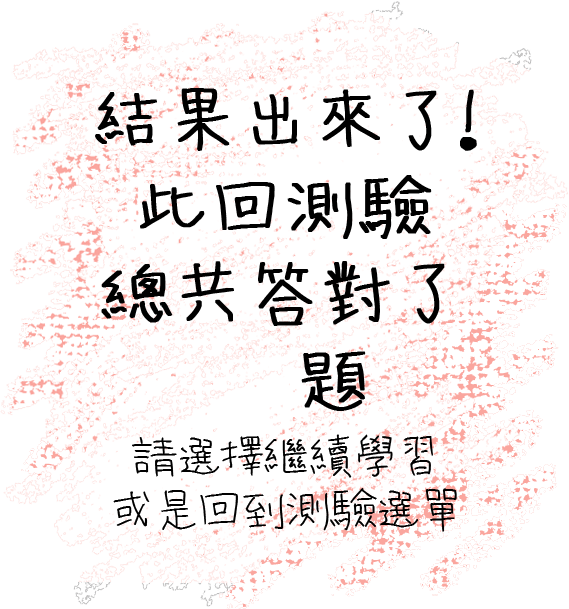 結果出來了!
此回測驗
總共答對了
題
請選擇繼續學習
或是回到測驗選單